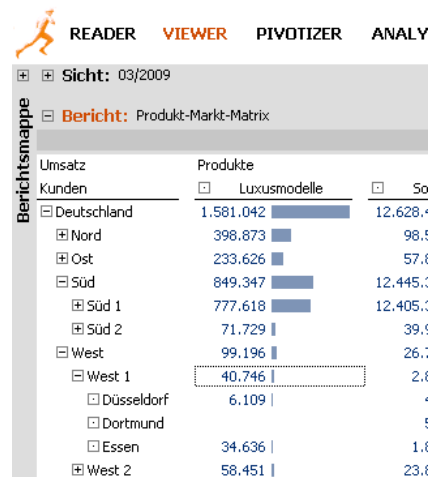 READER VIEWER PIVOTIZER ANALY
Sicht: 03/2009
Bericht: Produkt-Markt-Matrix
Berichtsmappe
Umsatz Produkte
Kunden Luxusmodelle So
Deutschland 1.581.042 12.628.4
Nord 398.873 98.5
Ost 233.626 57.8
Süd 849.347 12.445.3
Süd 1 777.618 12.405.3
Süd 2 71.729 39.9
West 99.196 26.7
West 1 40.746 2.8
Düsseldorf 6.109
Dortmund
Essen 34.636 1.8
West 2 58.451 23.8